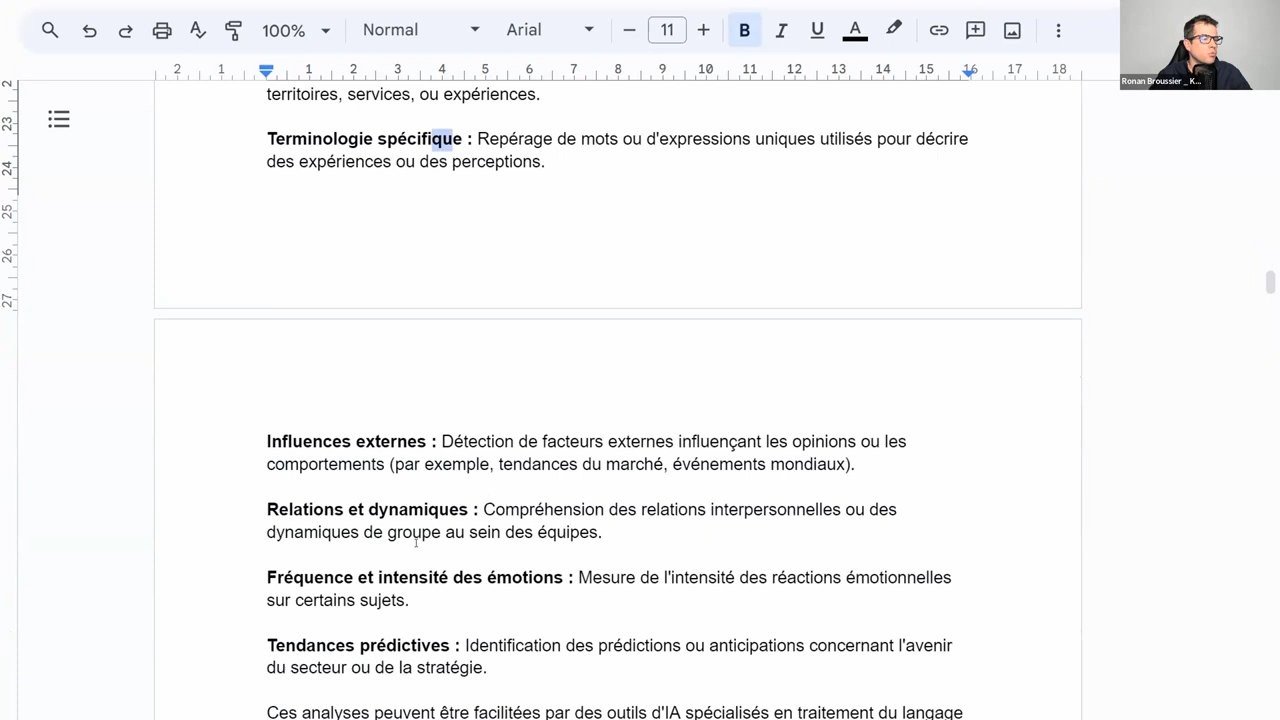 100%
Normal
Arial
11
B I U A
2 1 1 2 3 4 5 6 7 8 9 10 11 12 13 14 15 16 17 18
Ronan Broussier _ K...
2
23
24
25
26
27
territoires, services, ou expériences.
Terminologie spécifique : Repérage de mots ou d'expressions uniques utilisés pour décrire
des expériences ou des perceptions.
Influences externes : Détection de facteurs externes influençant les opinions ou les
comportements (par exemple, tendances du marché, événements mondiaux).
Relations et dynamiques : Compréhension des relations interpersonnelles ou des
dynamiques de groupe au sein des équipes.
Fréquence et intensité des émotions : Mesure de l'intensité des réactions émotionnelles
sur certains sujets.
Tendances prédictives : Identification des prédictions ou anticipations concernant l'avenir
du secteur ou de la stratégie.
Ces analyses peuvent être facilitées par des outils d'IA spécialisés en traitement du langage